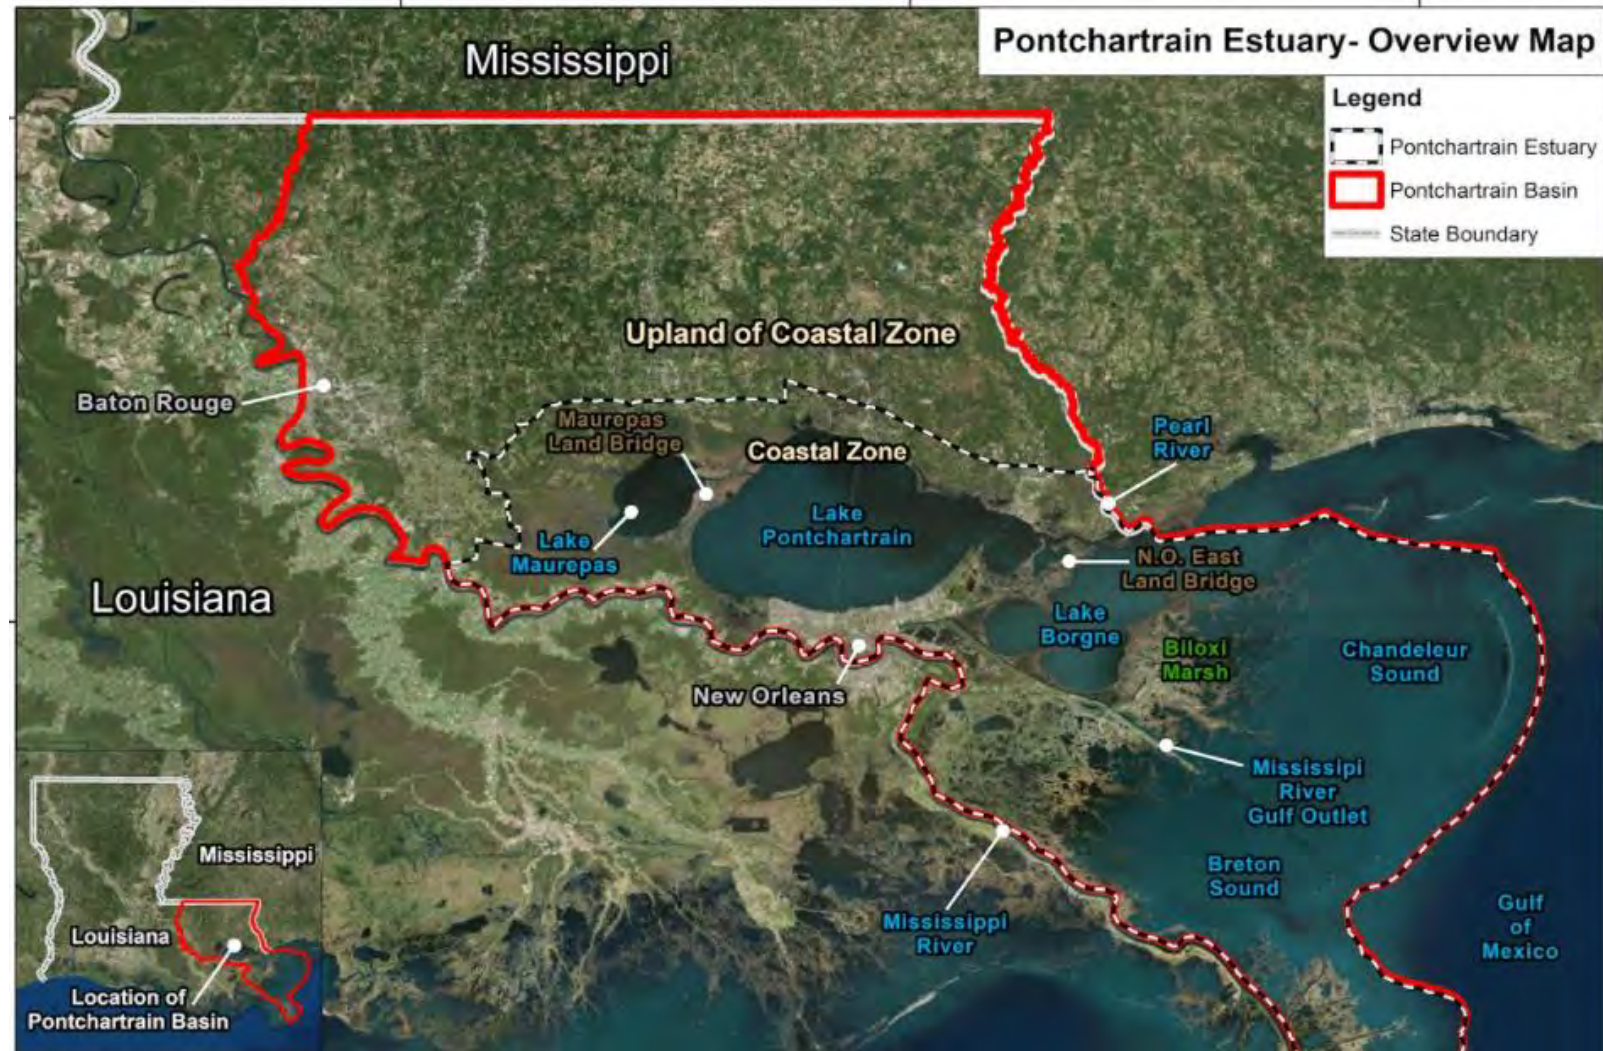 Pontchartrain Estuary- Overview Map
Mississippi
Legend
Pontchartrain Estuary
Pontchartrain Basin
State Boundary
Upland of Coastal Zone
Baton Rouge
Maurepas
Land Bridge
Coastal Zone
Pearl
River
Lake
Pontchartrain
Lake
Maurepas
N.O. East
Land Bridge
Louisiana
Lake
Borgne
Biloxi
Marsh
Chandeleur
Sound
New Orleans
Mississipi
River
Gulf Outlet
Breton
Sound
Mississippi
River
Gulf
of
Mexico
Mississippi
Louisiana
Location of
Pontchartrain Basin